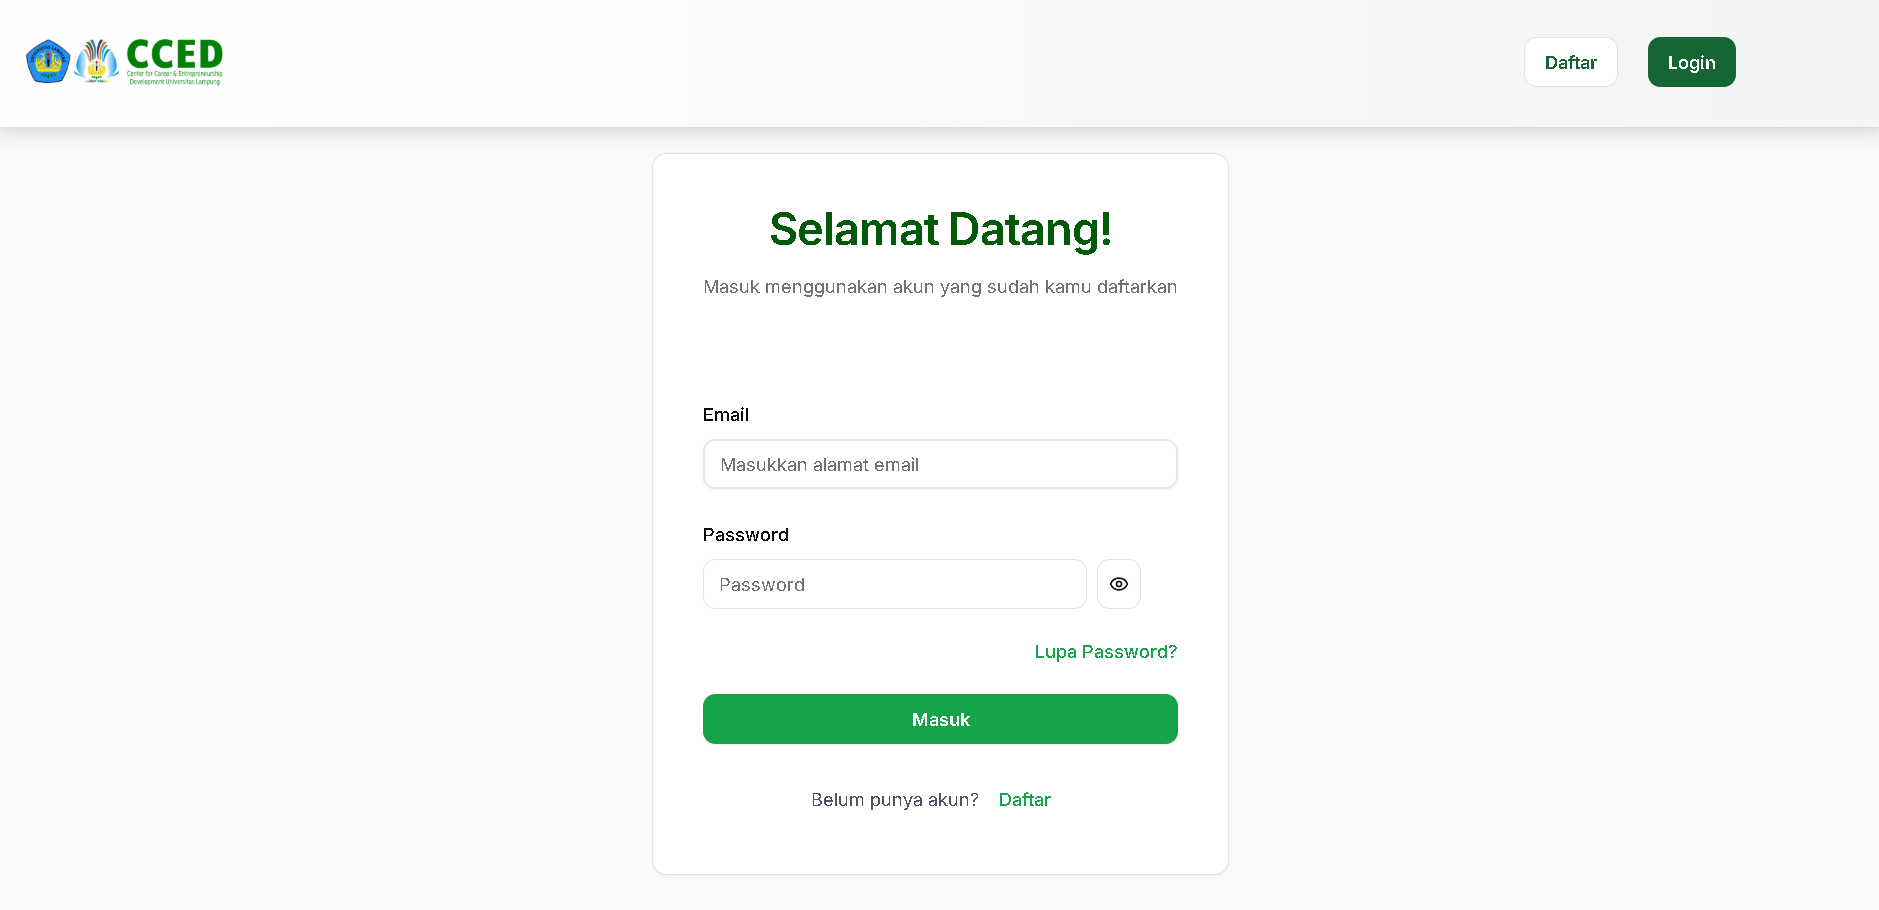 CCED
Center for Career & Entrepreneurship
Development Universitas Lampung
Daftar
Login
Selamat Datang!
Masuk menggunakan akun yang sudah kamu daftarkan
Email
Masukkan alamat email
Password
Password
Lupa Password?
Masuk
Belum punya akun? Daftar